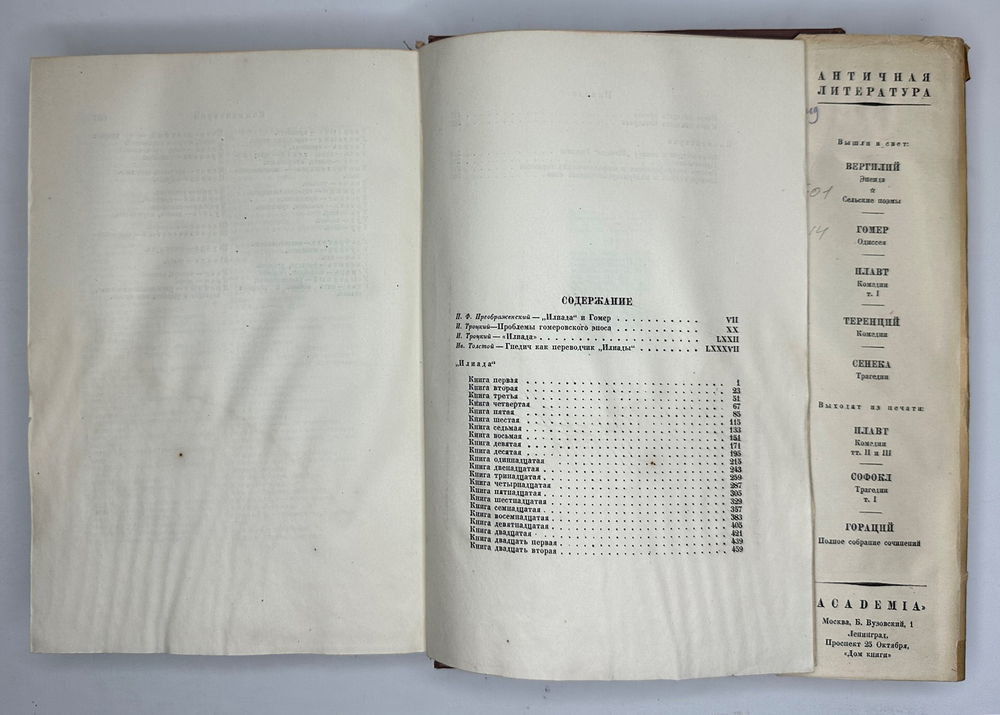 СОДЕРЖАНИЕ
П. Ф. Преображенский — „Илиада“ и Гомер . . . . . . . . . . VII
И. Троцкий—Проблемы гомеровского эпоса . . . . . . . . . . XX
И. Троцкий — «Илиада» . . . . . . . . . . LXXII
Ив. Толстой — Гнедич как переводчик „Илиады“ . . . . . . . . LXXXVII
„Илиада“
Книга первая . . . . . . . . . . 1
Книга вторая . . . . . . . . . . 23
Книга третья . . . . . . . . . . 51
Книга четвертая . . . . . . . . . . 67
Книга пятая . . . . . . . . . . 85
Книга шестая . . . . . . . . . . 115
Книга седьмая . . . . . . . . . . 133
Книга восьмая . . . . . . . . . . 151
Книга девятая . . . . . . . . . . 171
Книга десятая . . . . . . . . . . 195
Книга одиннадцатая . . . . . . . . . . 215
Книга двенадцатая . . . . . . . . . . 243
Книга тринадцатая . . . . . . . . . . 259
Книга четырнадцатая . . . . . . . . . . 287
Книга пятнадцатая . . . . . . . . . . 305
Книга шестнадцатая . . . . . . . . . . 329
Книга семнадцатая . . . . . . . . . . 357
Книга восемнадцатая . . . . . . . . . . 383
Книга девятнадцатая . . . . . . . . . . 405
Книга двадцатая . . . . . . . . . . 421
Книга двадцать первая . . . . . . . . . . 439
Книга двадцать вторая . . . . . . . . . . 459
АНТИЧНАЯ
ЛИТЕРАТУРА
Вышли в свет:
ВЕРГИЛИЙ
Энеида
☆
Сельские поэмы
ГОМЕР
Одиссея
ПЛАВТ
Комедии
т. I
ТЕРЕНЦИЙ
Комедии
СЕНЕКА
Трагедии
Выходят из печати:
ПЛАВТ
Комедии
тт. II и III
СОФОКЛ
Трагедии
т. I
ГОРАЦИЙ
Полное собрание сочинений
ACADEMIA»
Москва, Б. Вузовский, 1
Ленинград,
Проспект 25 Октября,
«Дом книги»